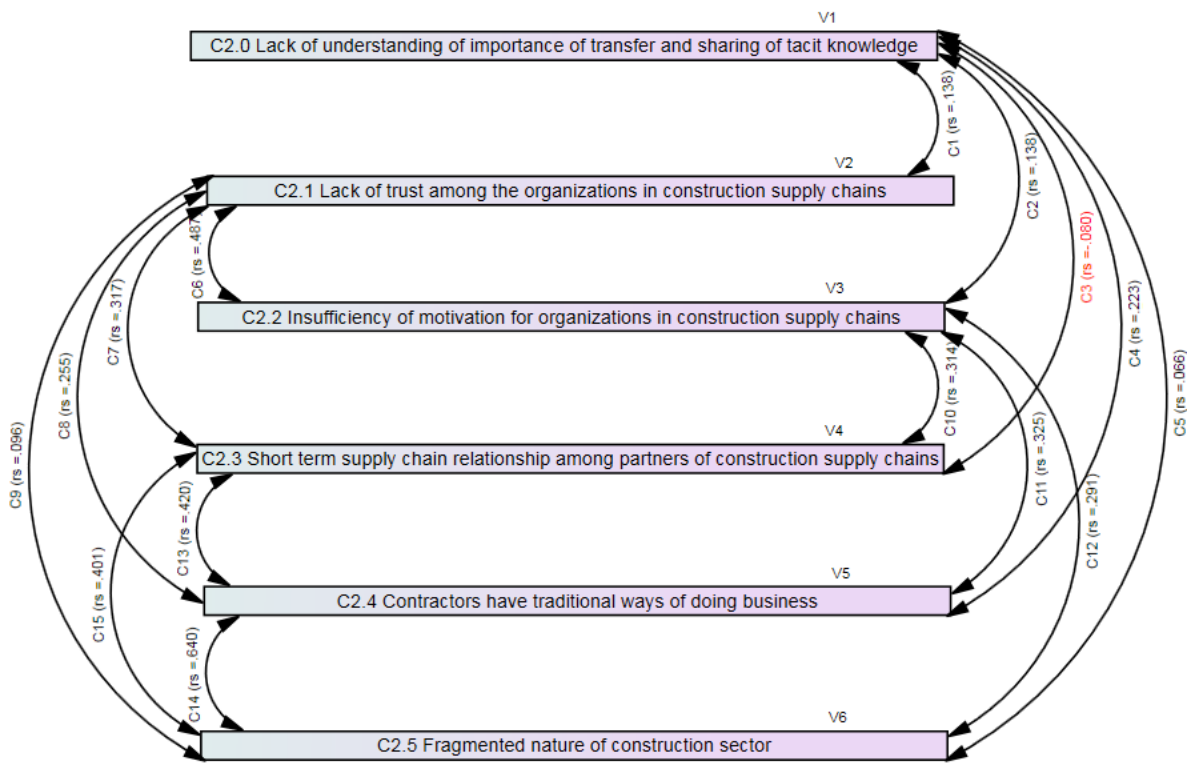 V1
C2.0 Lack of understanding of importance of transfer and sharing of tacit knowledge
C1 (rs =.138)
C2 (rs =.138)
C3 (rs =-.080)
C4 (rs =.223)
C5 (rs =.066)
V2
C2.1 Lack of trust among the organizations in construction supply chains
C6 (rs =.487)
C7 (rs =.317)
C8 (rs =.255)
C9 (rs =.096)
V3
C2.2 Insufficiency of motivation for organizations in construction supply chains
C10 (rs =.314)
C11 (rs =.325)
C12 (rs =.291)
V4
C2.3 Short term supply chain relationship among partners of construction supply chains
C13 (rs =.420)
C15 (rs =.401)
V5
C2.4 Contractors have traditional ways of doing business
C14 (rs =.640)
V6
C2.5 Fragmented nature of construction sector